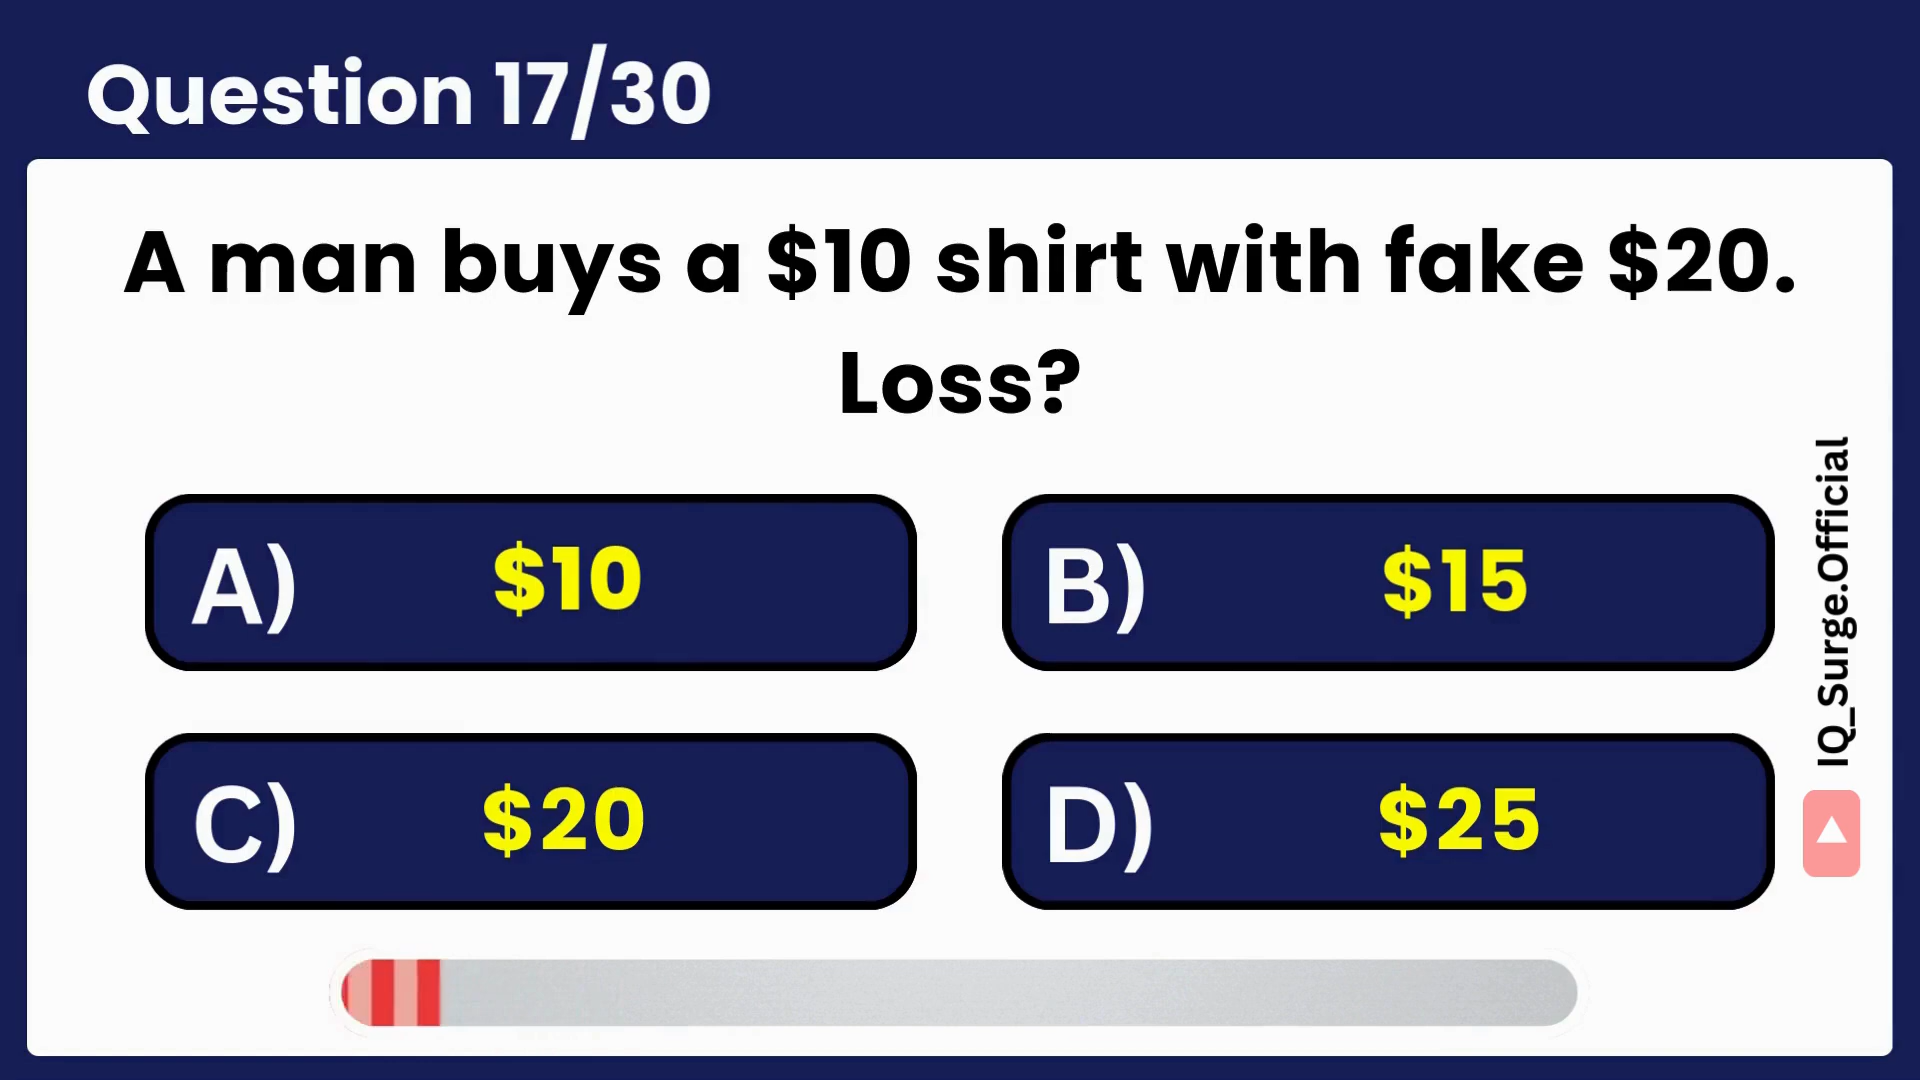 Question 17/30
A man buys a $10 shirt with fake $20.
Loss?
A) $10
B) $15
C) $20
D) $25
IQ_Surge.Official